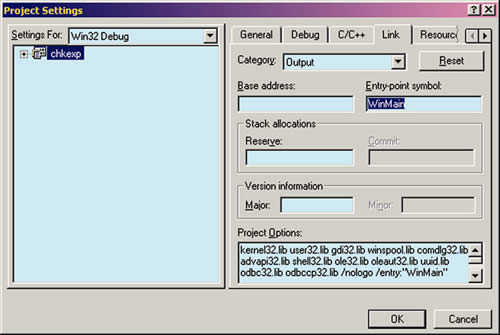 Project Settings
Settings For: Win32 Debug
chkexp
General Debug C/C++ Link Resourc
Category: Output Reset
Base address: Entry-point symbol:
WinMain
Stack allocations
Reserve: Commit:
Version information
Major: Minor:
Project Options:
kernel32.lib user32.lib gdi32.lib winspool.lib comdlg32.lib
advapi32.lib shell32.lib ole32.lib oleaut32.lib uuid.lib
odbc32.lib odbccp32.lib /nologo /entry:"WinMain"
OK Cancel